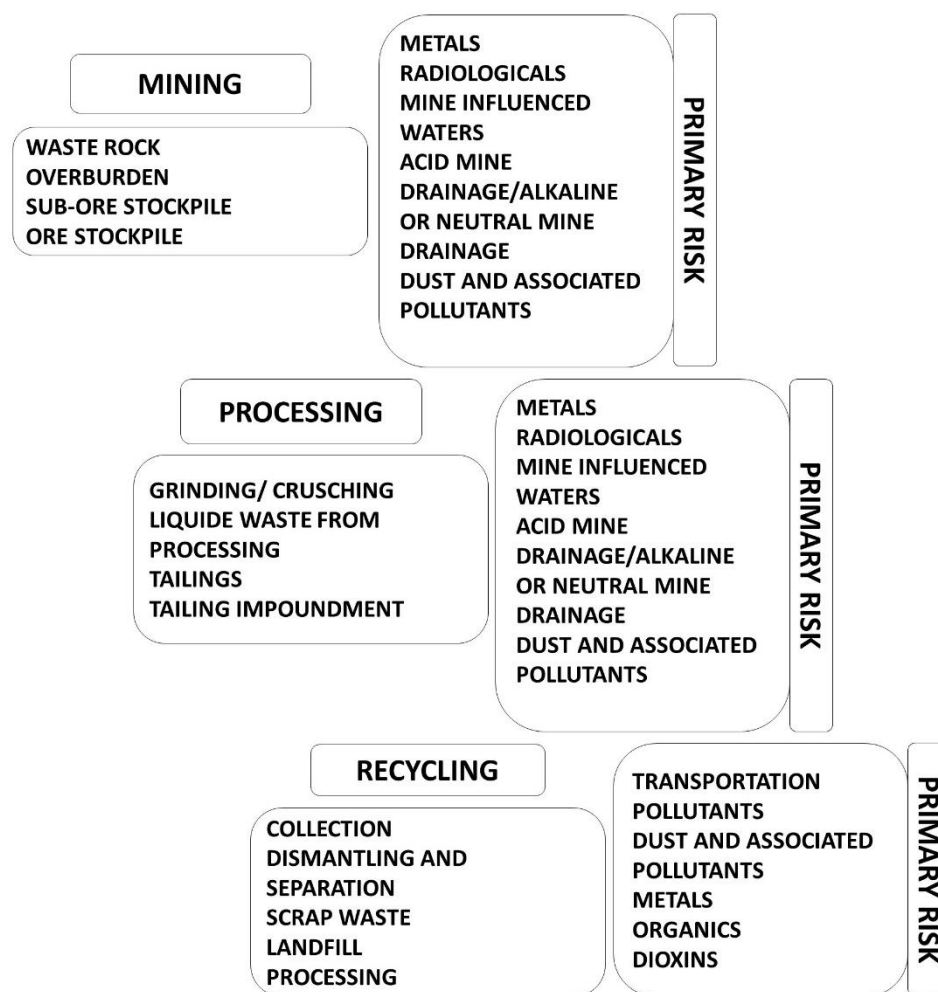 MINING
WASTE ROCK
OVERBURDEN
SUB-ORE STOCKPILE
ORE STOCKPILE
METALS
RADIOLOGICALS
MINE INFLUENCED
WATERS
ACID MINE
DRAINAGE/ALKALINE
OR NEUTRAL MINE
DRAINAGE
DUST AND ASSOCIATED
POLLUTANTS
PRIMARY RISK
PROCESSING
GRINDING/ CRUSCHING
LIQUIDE WASTE FROM
PROCESSING
TAILINGS
TAILING IMPOUNDMENT
METALS
RADIOLOGICALS
MINE INFLUENCED
WATERS
ACID MINE
DRAINAGE/ALKALINE
OR NEUTRAL MINE
DRAINAGE
DUST AND ASSOCIATED
POLLUTANTS
PRIMARY RISK
RECYCLING
COLLECTION
DISMANTLING AND
SEPARATION
SCRAP WASTE
LANDFILL
PROCESSING
TRANSPORTATION
POLLUTANTS
DUST AND ASSOCIATED
POLLUTANTS
METALS
ORGANICS
DIOXINS
PRIMARY RISK